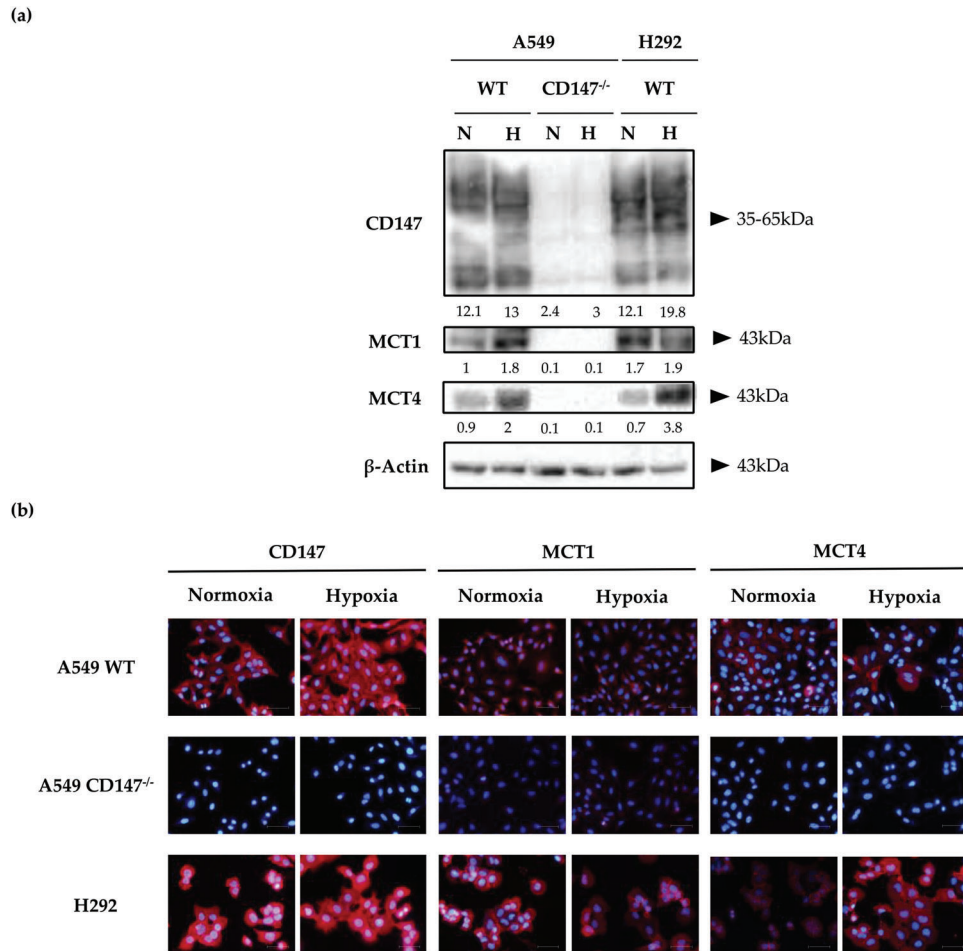 (a)
A549 H292
WT CD147-/- WT
N H N H N H
CD147 ► 35-65kDa
12.1 13 2.4 3 12.1 19.8
MCT1 ► 43kDa
1 1.8 0.1 0.1 1.7 1.9
MCT4 ► 43kDa
0.9 2 0.1 0.1 0.7 3.8
β-Actin ► 43kDa
(b)
CD147 MCT1 MCT4
Normoxia Hypoxia Normoxia Hypoxia Normoxia Hypoxia
A549 WT
A549 CD147-/-
H292